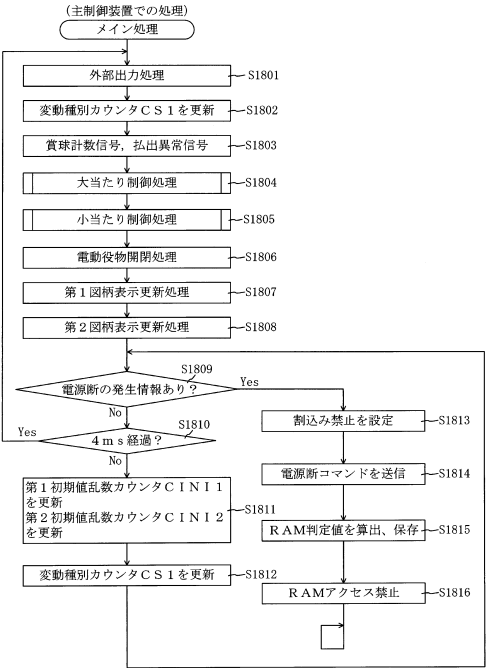 (主制御装置での処理)
メイン処理
外部出力処理
S1801
変動種別カウンタCS1を更新
S1802
賞球計数信号，払出異常信号
S1803
大当たり制御処理
S1804
小当たり制御処理
S1805
電動役物開閉処理
S1806
第1図柄表示更新処理
S1807
第2図柄表示更新処理
S1808
S1809
電源断の発生情報あり？
Yes
No
S1810
Yes
4ms経過？
No
第1初期値乱数カウンタCINI1
を更新
第2初期値乱数カウンタCINI2
を更新
S1811
変動種別カウンタCS1を更新
S1812
割込み禁止を設定
S1813
電源断コマンドを送信
S1814
RAM判定値を算出、保存
S1815
RAMアクセス禁止
S1816